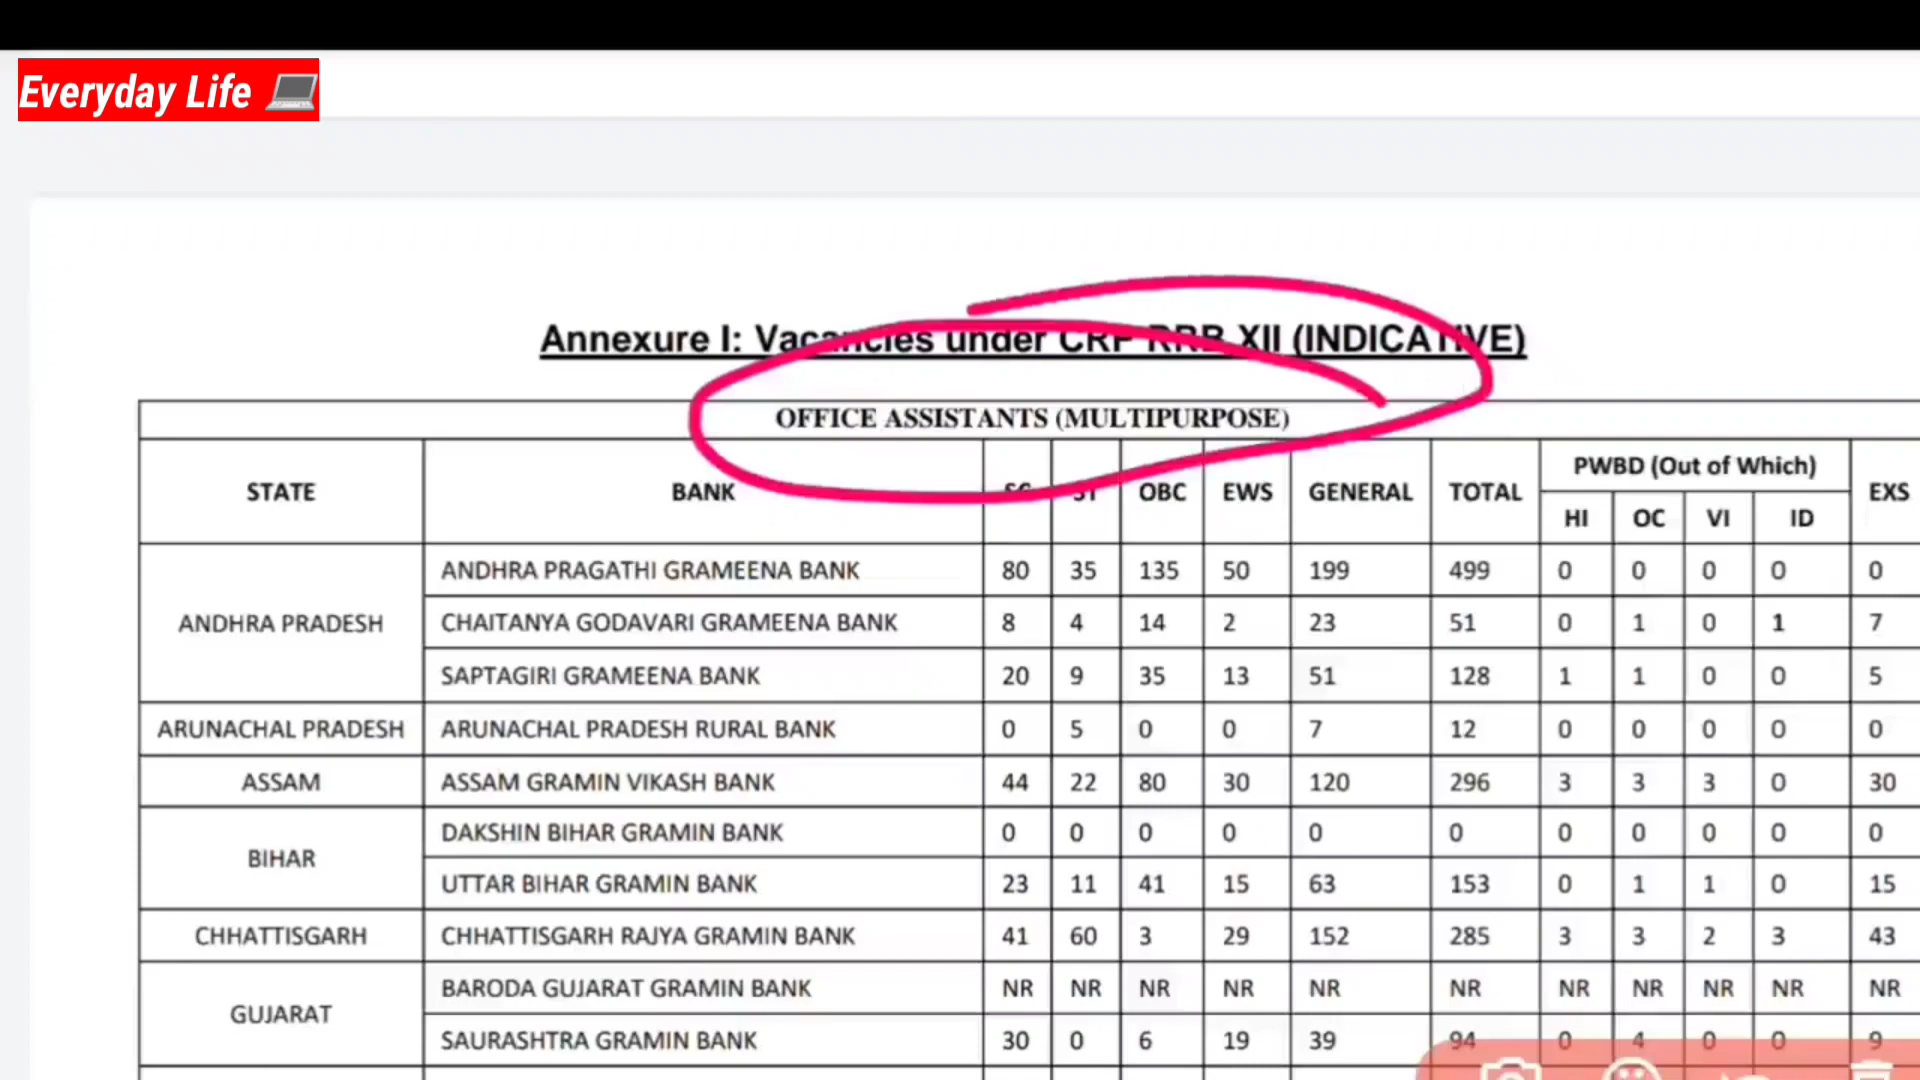 Everyday Life
Annexure I: Vacancies under CRP RRB XII (INDICATIVE)
OFFICE ASSISTANTS (MULTIPURPOSE)
STATE BANK SC ST OBC EWS GENERAL TOTAL PWBD (Out of Which) EXS
HI OC VI ID
ANDHRA PRADESH
ANDHRA PRAGATHI GRAMEENA BANK 80 35 135 50 199 499 0 0 0 0 0
CHAITANYA GODAVARI GRAMEENA BANK 8 4 14 2 23 51 0 1 0 1 7
SAPTAGIRI GRAMEENA BANK 20 9 35 13 51 128 1 1 0 0 5
ARUNACHAL PRADESH ARUNACHAL PRADESH RURAL BANK 0 5 0 0 7 12 0 0 0 0 0
ASSAM ASSAM GRAMIN VIKASH BANK 44 22 80 30 120 296 3 3 3 0 30
BIHAR
DAKSHIN BIHAR GRAMIN BANK 0 0 0 0 0 0 0 0 0 0 0
UTTAR BIHAR GRAMIN BANK 23 11 41 15 63 153 0 1 1 0 15
CHHATTISGARH CHHATTISGARH RAJYA GRAMIN BANK 41 60 3 29 152 285 3 3 2 3 43
GUJARAT
BARODA GUJARAT GRAMIN BANK NR NR NR NR NR NR NR NR NR NR NR
SAURASHTRA GRAMIN BANK 30 0 6 19 39 94 0 4 0 0 9